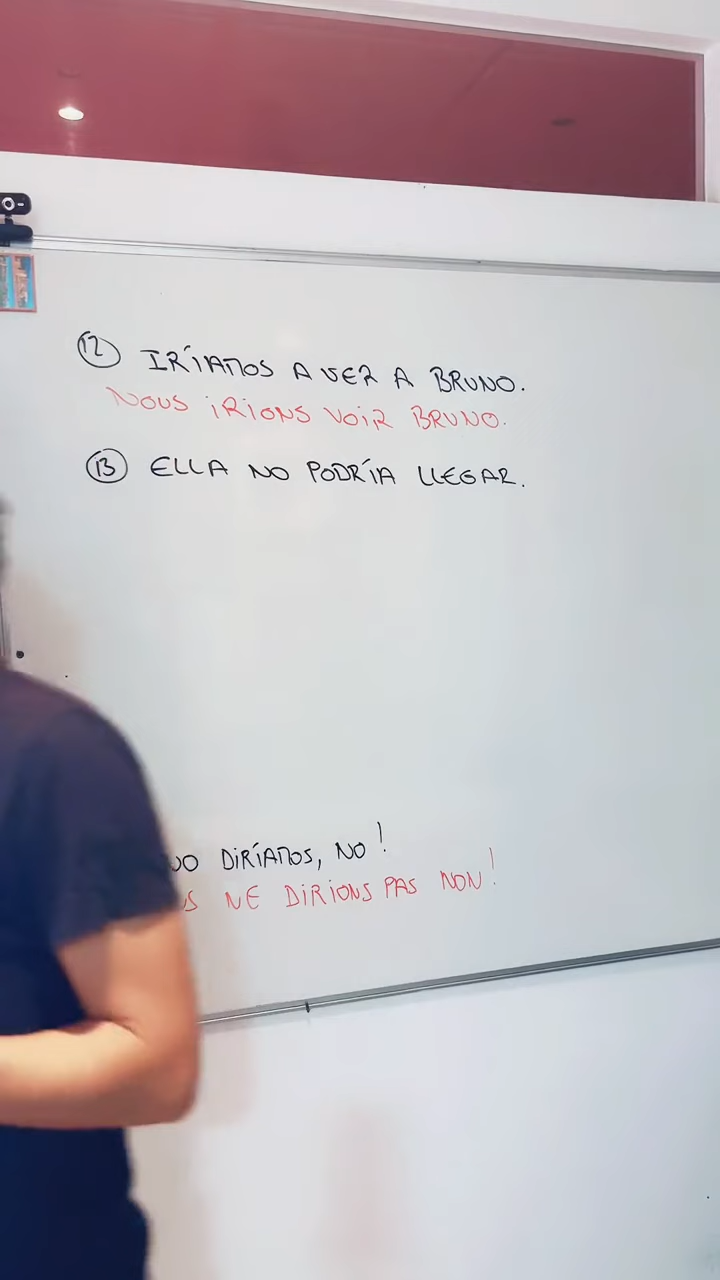 12 IRÍAMOS A VER A BRUNO.
NOUS IRIONS VOIR BRUNO.
13 ELLA NO PODRÍA LLEGAR.
NO DIRÍAMOS, NO!
NE DIRIONS PAS NON!